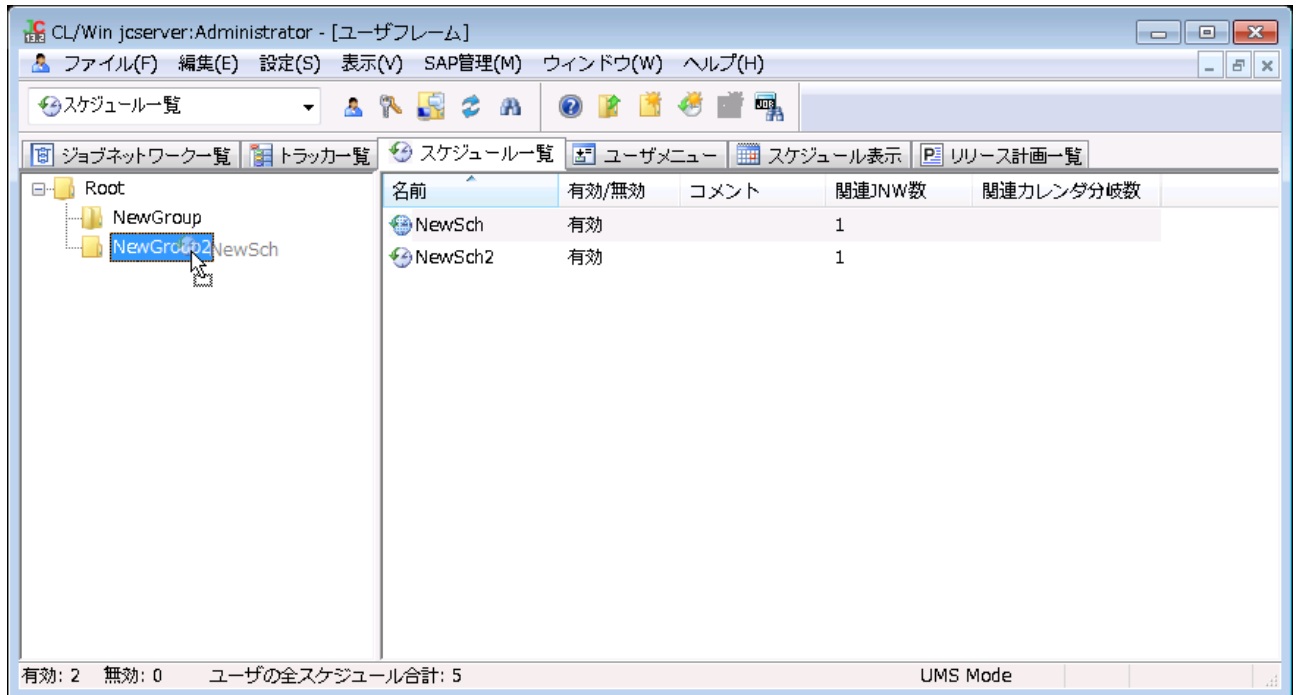 CL/Win jcserver:Administrator - [ユーザフレーム]
ファイル(F) 編集(E) 設定(S) 表示(V) SAP管理(M) ウィンドウ(W) ヘルプ(H)
スケジュール一覧
ジョブネットワーク一覧 トラッカ一覧 スケジュール一覧 ユーザメニュー スケジュール表示 リリース計画一覧
Root
NewGroup
NewGroup2 NewSch
名前 有効/無効 コメント 関連JNW数 関連カレンダ分岐数
NewSch 有効 1
NewSch2 有効 1
有効: 2 無効: 0 ユーザの全スケジュール合計: 5 UMS Mode